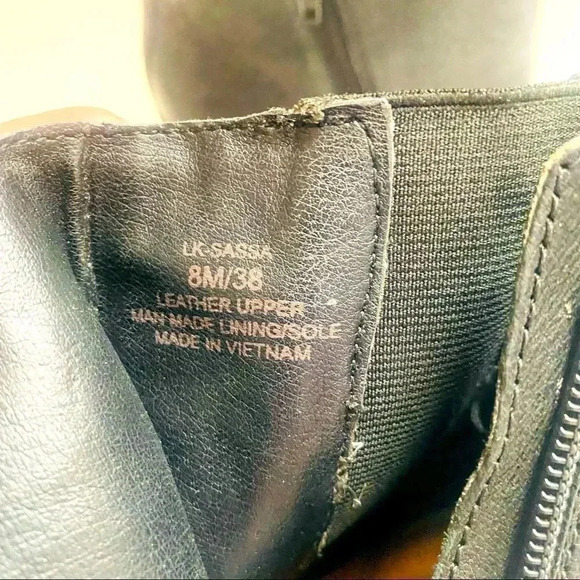 LK-SASSA
8M/38
LEATHER UPPER
MAN MADE LINING/SOLE
MADE IN VIETNAM